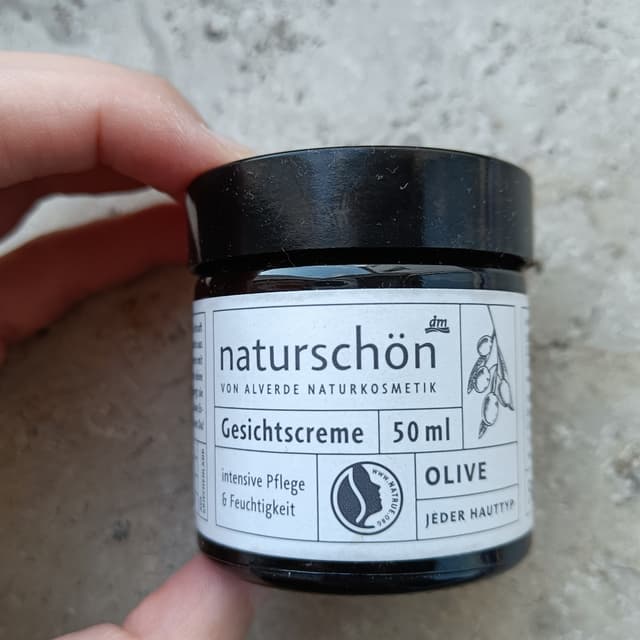 dm
naturschön
VON ALVERDE NATURKOSMETIK
Gesichtscreme
50 ml
intensive Pflege
& Feuchtigkeit
WWW.NATRUE.ORG
OLIVE
JEDER HAUTTYP